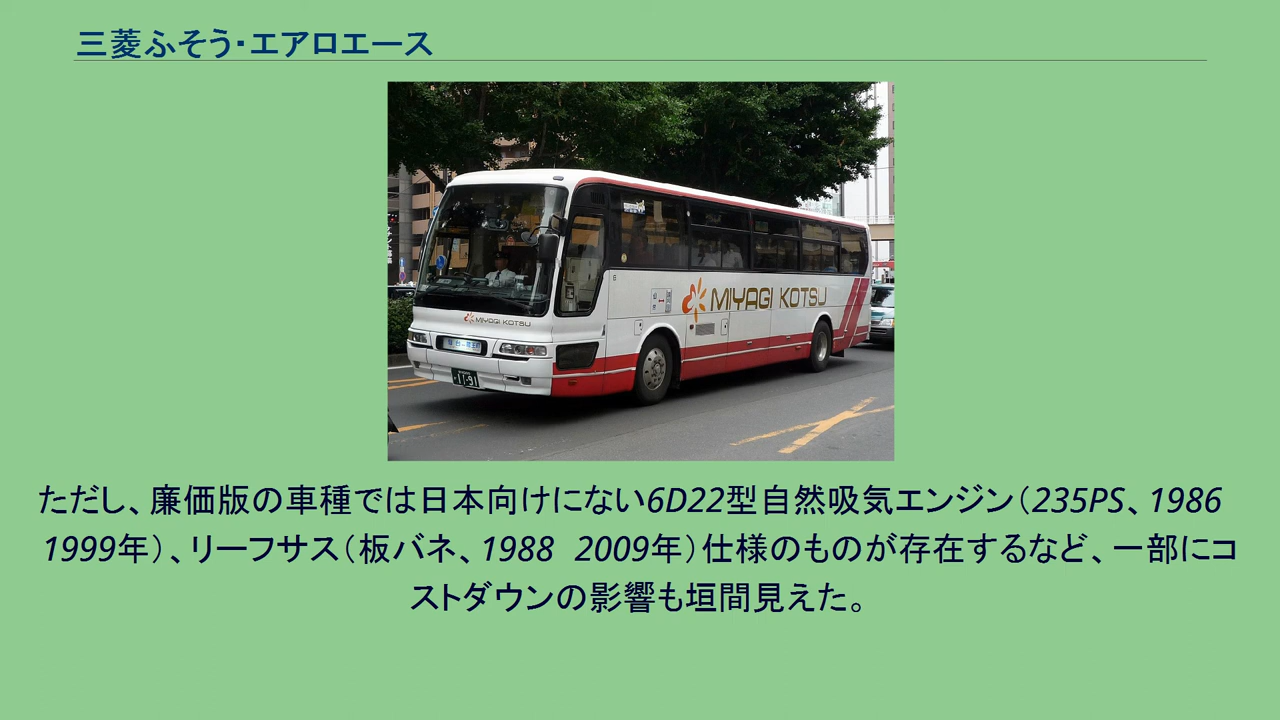 三菱ふそう・エアロエース
MIYAGI KOTSU
MIYAGI KOTSU
・・11-91
ただし、廉価版の車種では日本向けにない6D22型自然吸気エンジン（235PS、1986
1999年）、リーフサス（板バネ、1988 2009年）仕様のものが存在するなど、一部にコ
ストダウンの影響も垣間見えた。